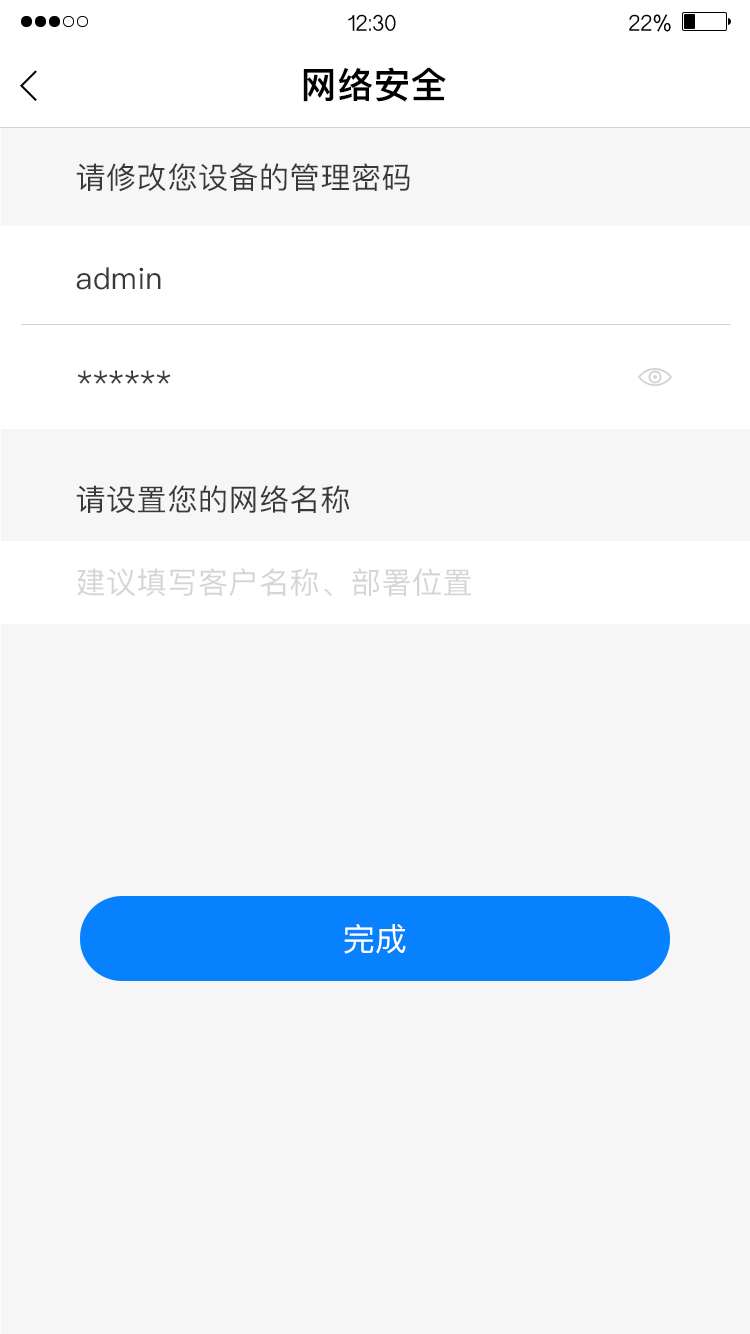 12:30
22%
网络安全
请修改您设备的管理密码
admin
******
请设置您的网络名称
建议填写客户名称、部署位置
完成